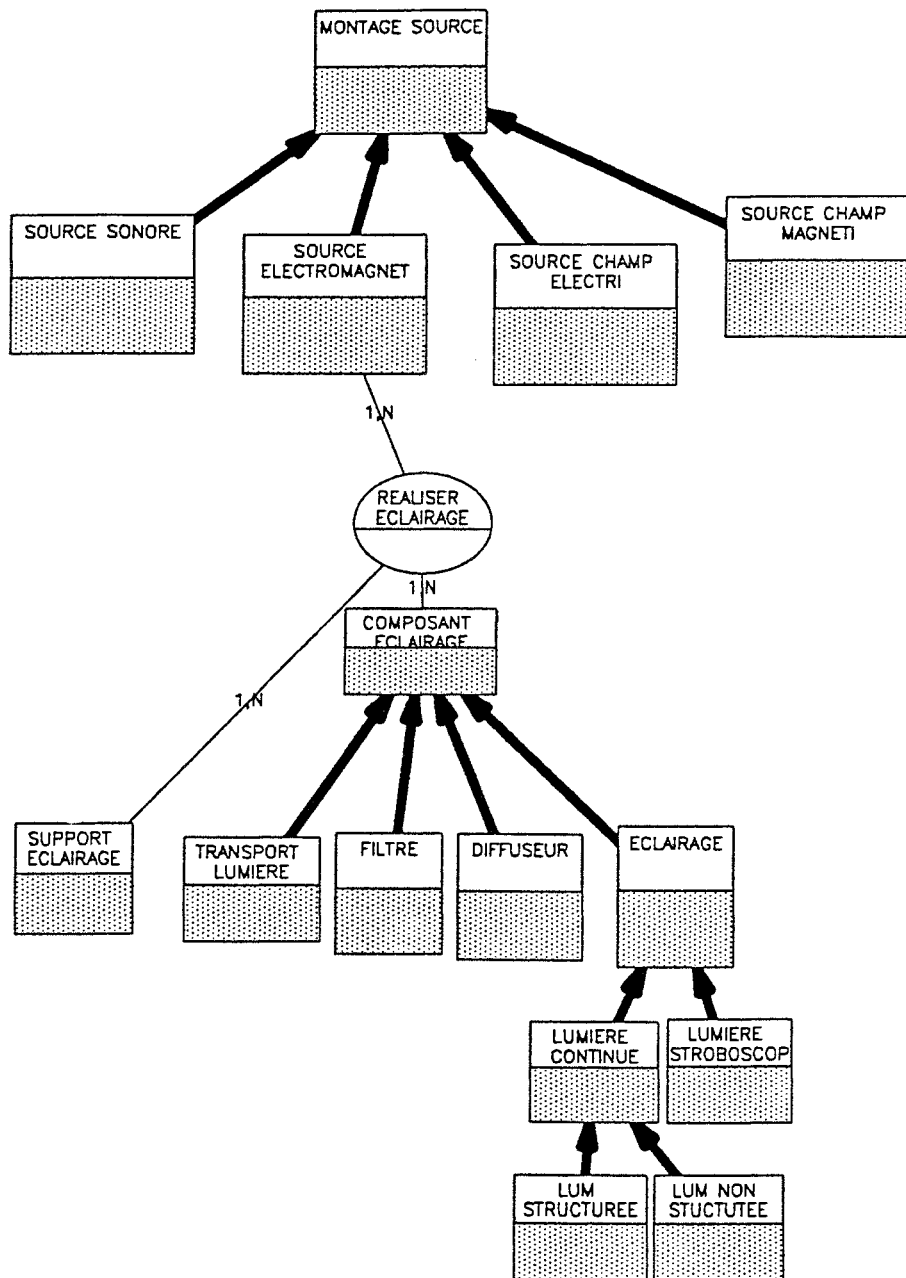 MONTAGE SOURCE
SOURCE SONORE
SOURCE
ELECTROMAGNET
SOURCE CHAMP
ELECTRI
SOURCE CHAMP
MAGNETI
1,N
REALISER
ECLAIRAGE
1,N
COMPOSANT
ECLAIRAGE
1,N
SUPPORT
ECLAIRAGE
TRANSPORT
LUMIERE
FILTRE
DIFFUSEUR
ECLAIRAGE
LUMIERE
CONTINUE
LUMIERE
STROBOSCOP
LUM
STRUCTUREE
LUM NON
STUCTUTEE